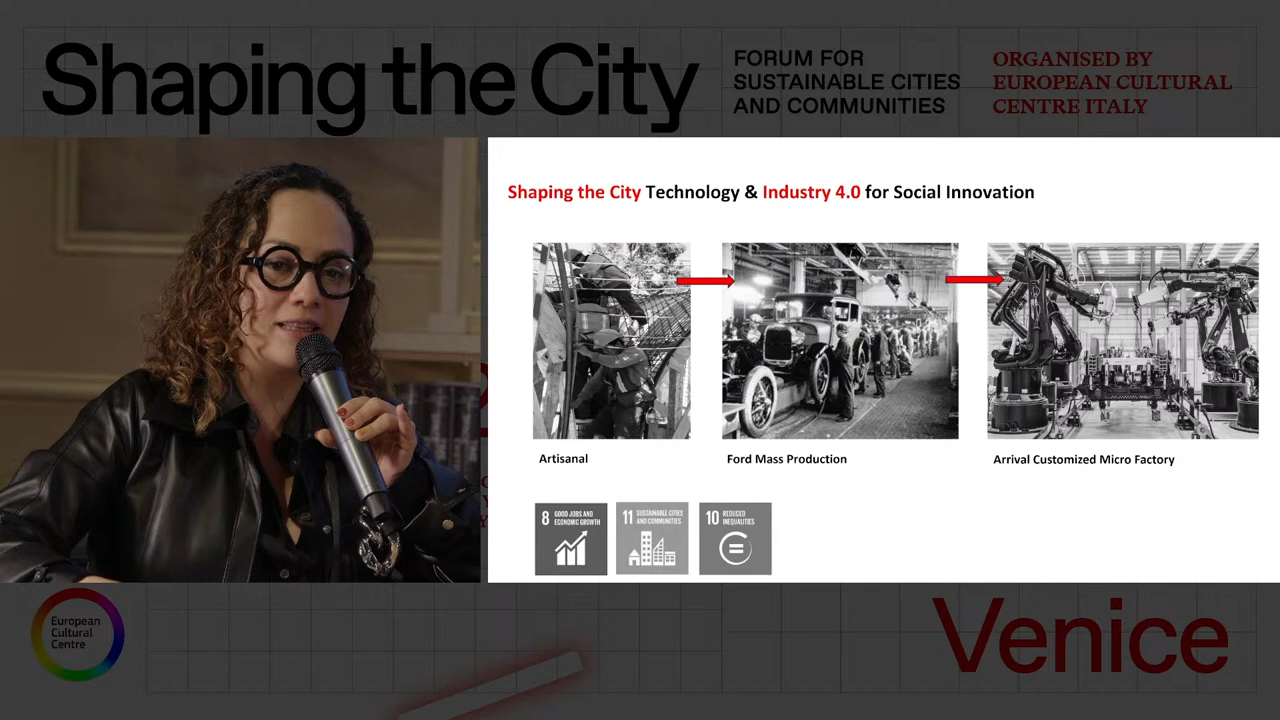 Shaping the City
FORUM FOR
SUSTAINABLE CITIES
AND COMMUNITIES
ORGANISED BY
EUROPEAN CULTURAL
CENTRE ITALY
Shaping the City Technology & Industry 4.0 for Social Innovation
Artisanal
Ford Mass Production
Arrival Customized Micro Factory
8 GOOD JOBS AND
ECONOMIC GROWTH
11 SUSTAINABLE CITIES
AND COMMUNITIES
10 REDUCED
INEQUALITIES
European
Cultural
Centre
Venice